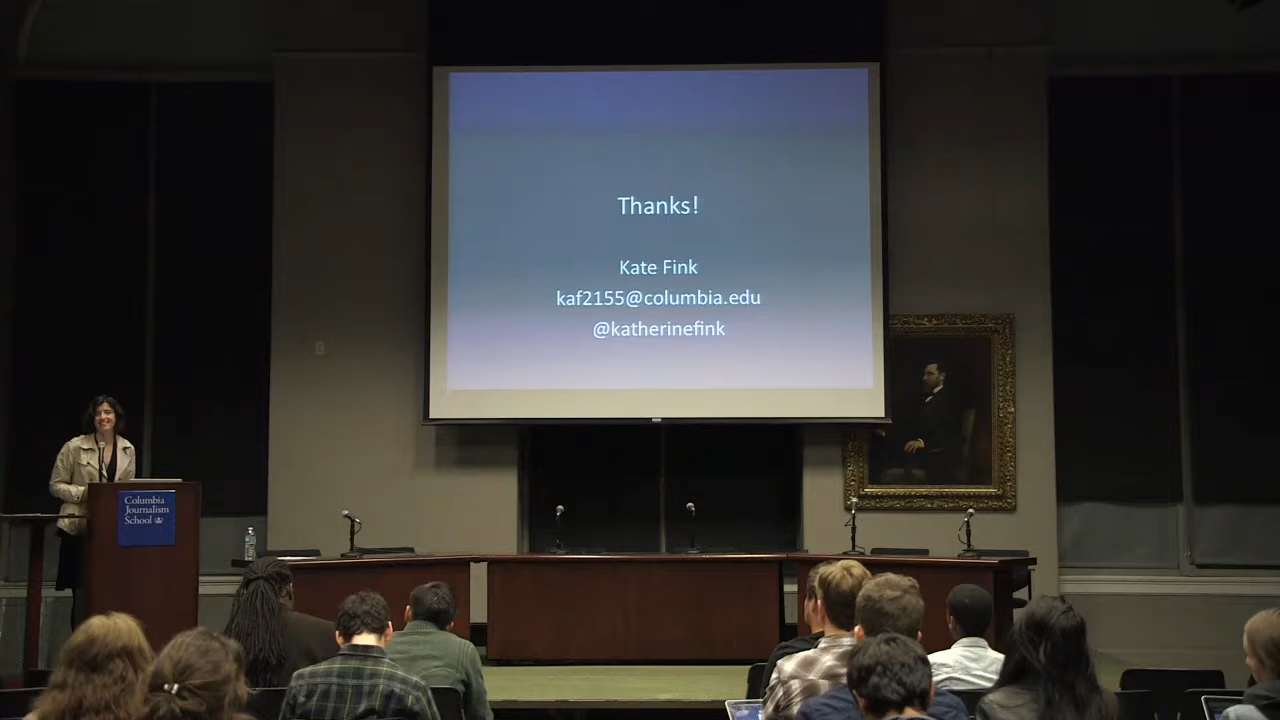 Thanks!
Kate Fink
kaf2155@columbia.edu
@katherinefink
Columbia
Journalism
School